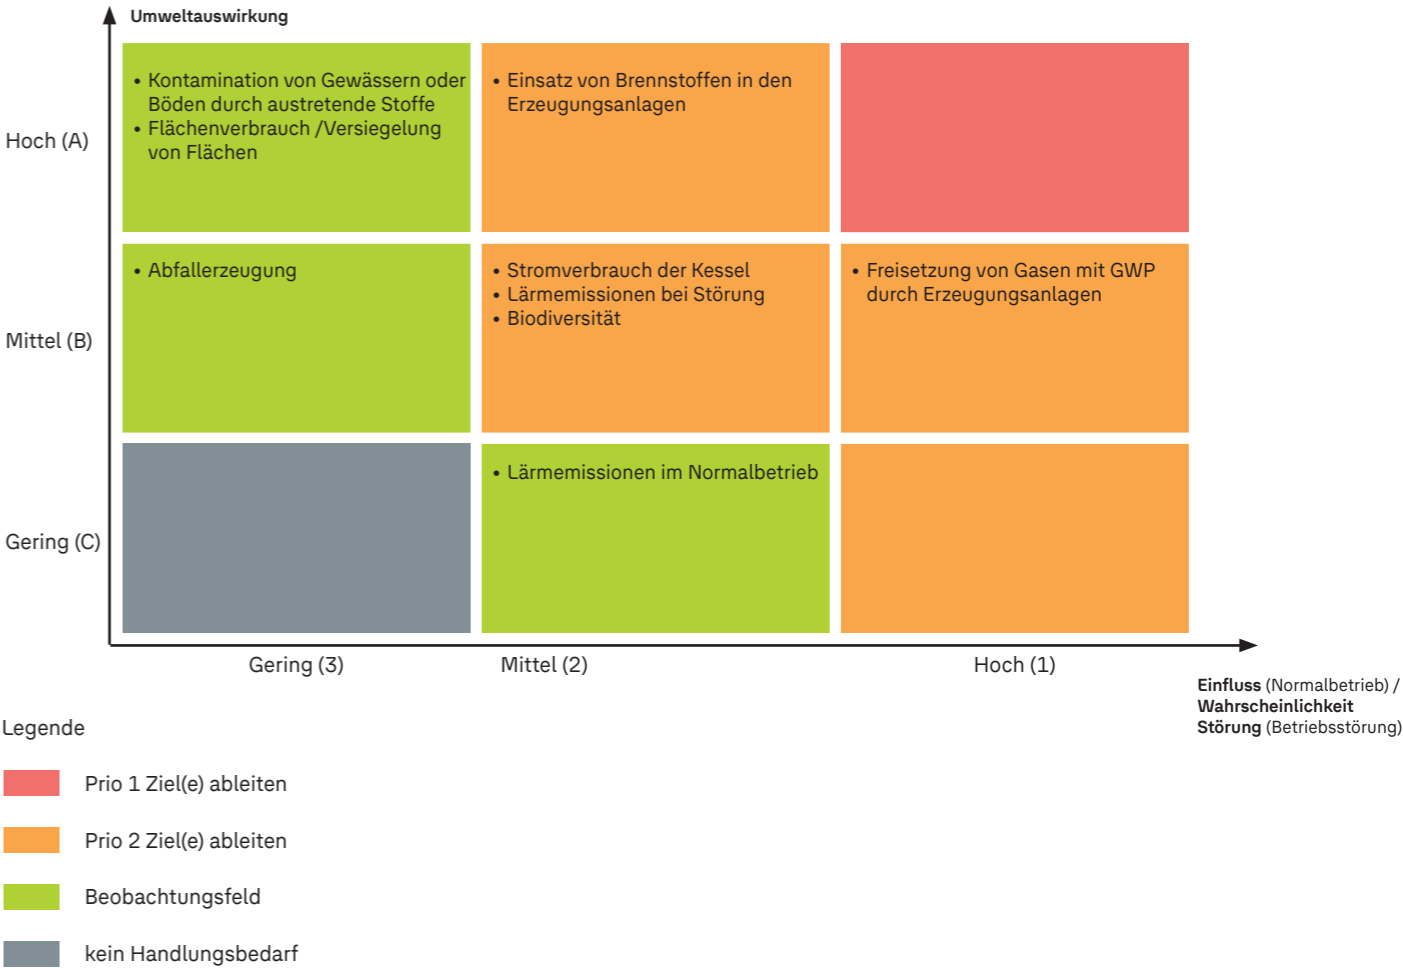 Umweltauswirkung
Hoch (A)
• Kontamination von Gewässern oder
Böden durch austretende Stoffe
• Flächenverbrauch /Versiegelung
von Flächen
• Einsatz von Brennstoffen in den
Erzeugungsanlagen
Mittel (B)
• Abfallerzeugung
• Stromverbrauch der Kessel
• Lärmemissionen bei Störung
• Biodiversität
• Freisetzung von Gasen mit GWP
durch Erzeugungsanlagen
Gering (C)
• Lärmemissionen im Normalbetrieb
Gering (3)
Mittel (2)
Hoch (1)
Einfluss (Normalbetrieb) /
Wahrscheinlichkeit
Störung (Betriebsstörung)
Legende
Prio 1 Ziel(e) ableiten
Prio 2 Ziel(e) ableiten
Beobachtungsfeld
kein Handlungsbedarf